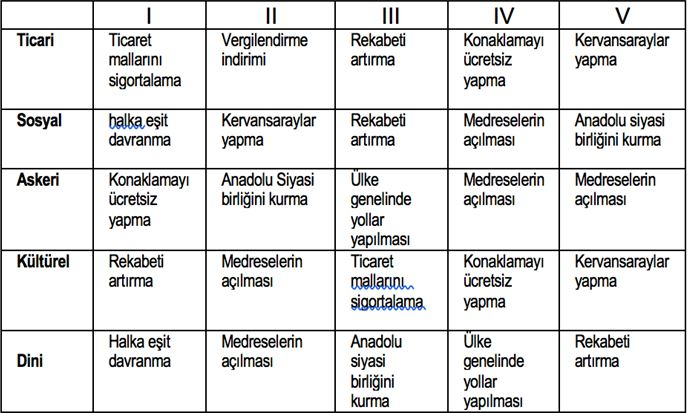 I II III IV V
Ticari
Ticaret
mallarını
sigortalama
Vergilendirme
indirimi
Rekabeti
artırma
Konaklamayı
ücretsiz
yapma
Kervansaraylar
yapma
Sosyal
halka eşit
davranma
Kervansaraylar
yapma
Rekabeti
artırma
Medreselerin
açılması
Anadolu siyasi
birliğini kurma
Askeri
Konaklamayı
ücretsiz
yapma
Anadolu Siyasi
birliğini kurma
Ülke
genelinde
yollar
yapılması
Medreselerin
açılması
Medreselerin
açılması
Kültürel
Rekabeti
artırma
Medreselerin
açılması
Ticaret
mallarını
sigortalama
Konaklamayı
ücretsiz
yapma
Kervansaraylar
yapma
Dini
Halka eşit
davranma
Medreselerin
açılması
Anadolu
siyasi
birliğini
kurma
Ülke
genelinde
yollar
yapılması
Rekabeti
artırma